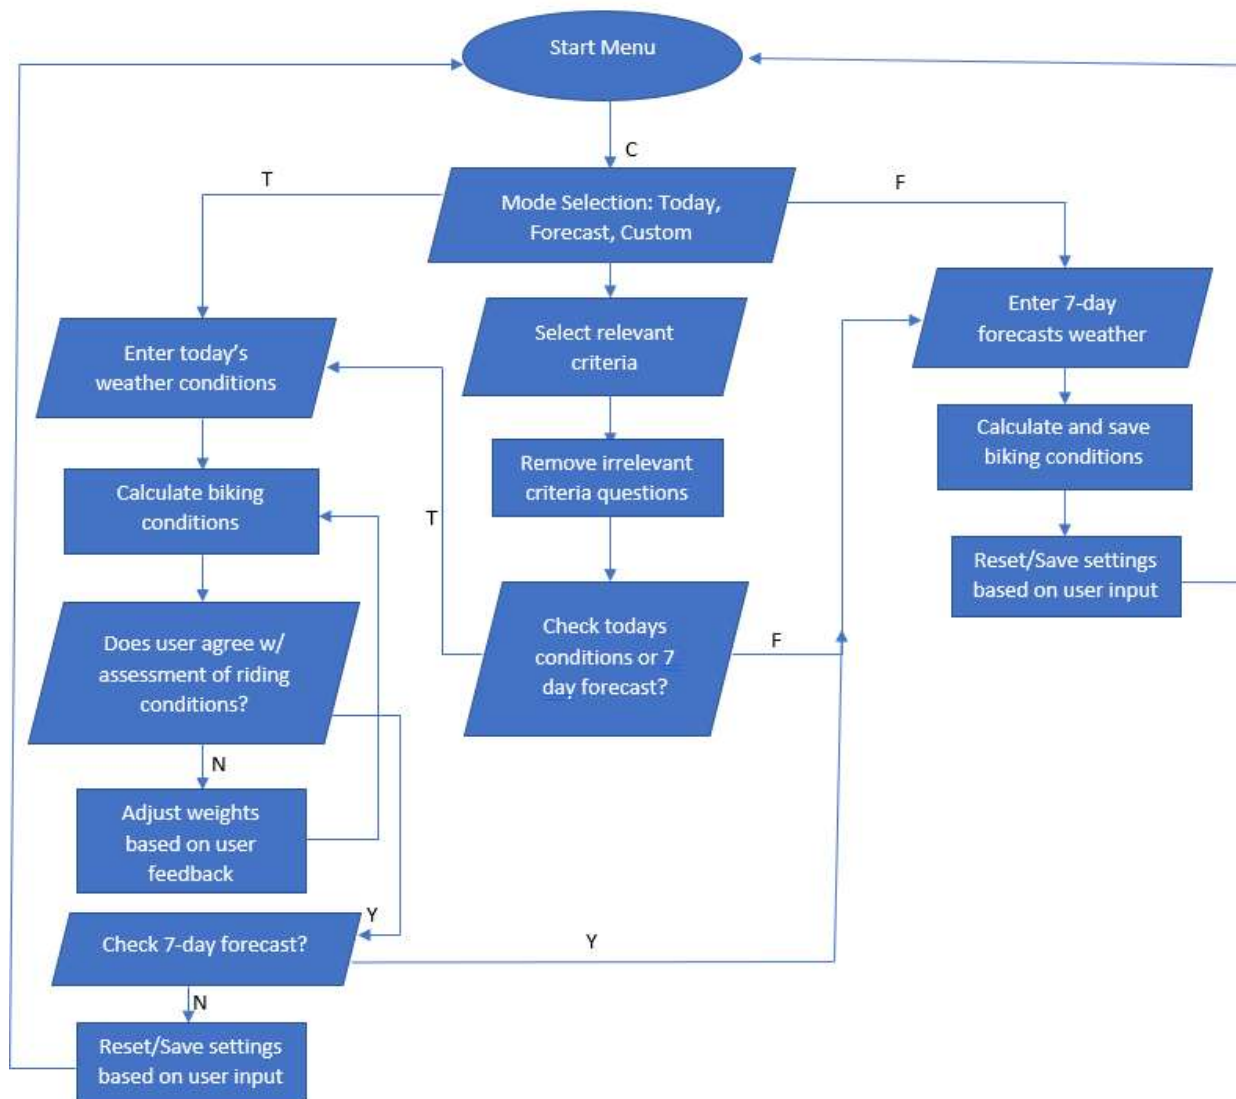 Start Menu
C
T
Mode Selection: Today,
Forecast, Custom
F
Enter today's
weather conditions
Select relevant
criteria
Enter 7-day
forecasts weather
Calculate biking
conditions
Remove irrelevant
criteria questions
Calculate and save
biking conditions
T
Does user agree w/
assessment of riding
conditions?
Check todays
conditions or 7
day forecast?
F
Reset/Save settings
based on user input
N
Adjust weights
based on user
feedback
Y
Check 7-day forecast?
Y
N
Reset/Save settings
based on user input